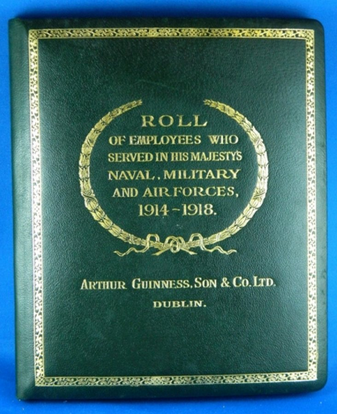 ROLL
OF EMPLOYEES WHO
SERVED IN HIS MAJESTY'S
NAVAL, MILITARY
AND AIR FORCES,
1914~1918.
ARTHUR GUINNESS, SON & CO. LTD.
DUBLIN.